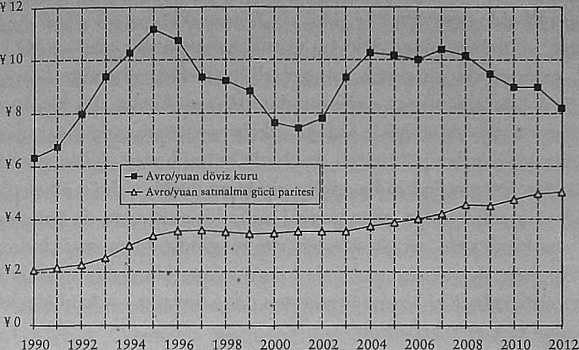 ¥ 12
¥ 10
¥ 8
¥ 6
¥ 4
¥ 2
¥ 0
Avro/yuan döviz kuru
Avro/yuan satınalma gücü paritesi
1990 1992 1994 1996 1998 2000 2002 2004 2006 2008 2010 2012